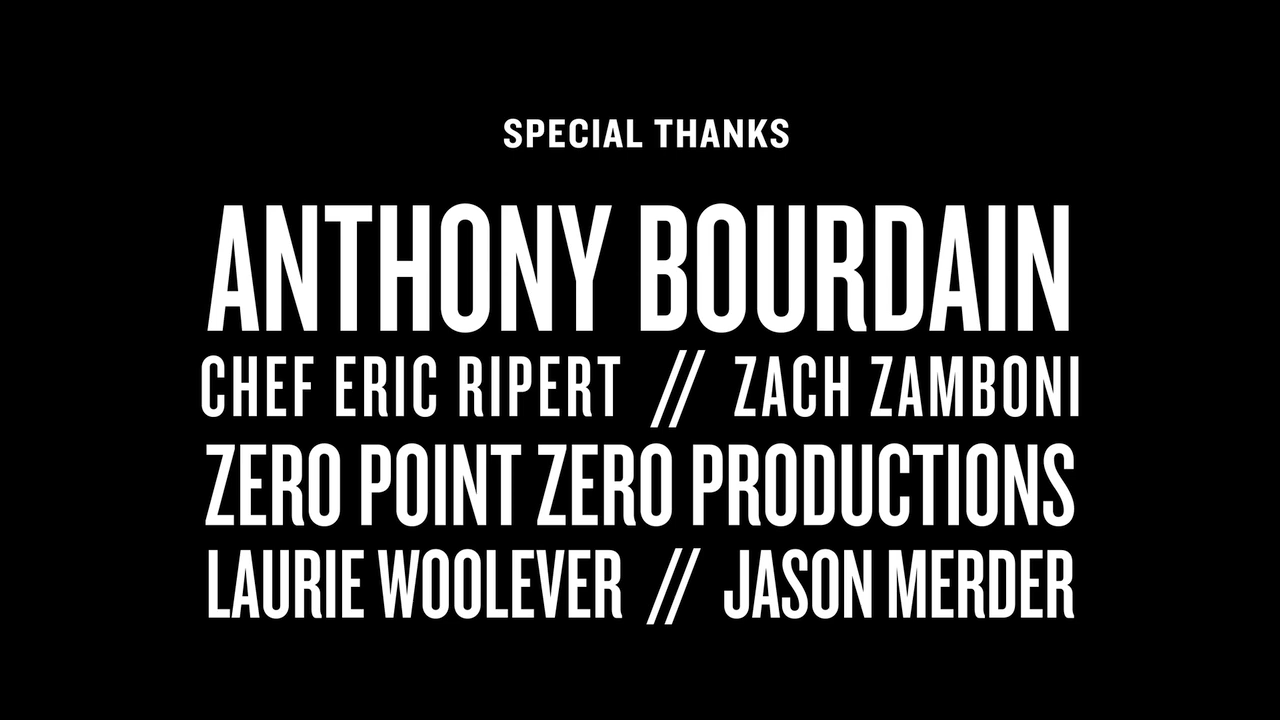 SPECIAL THANKS
ANTHONY BOURDAIN
CHEF ERIC RIPERT // ZACH ZAMBONI
ZERO POINT ZERO PRODUCTIONS
LAURIE WOOLEVER // JASON MERDER